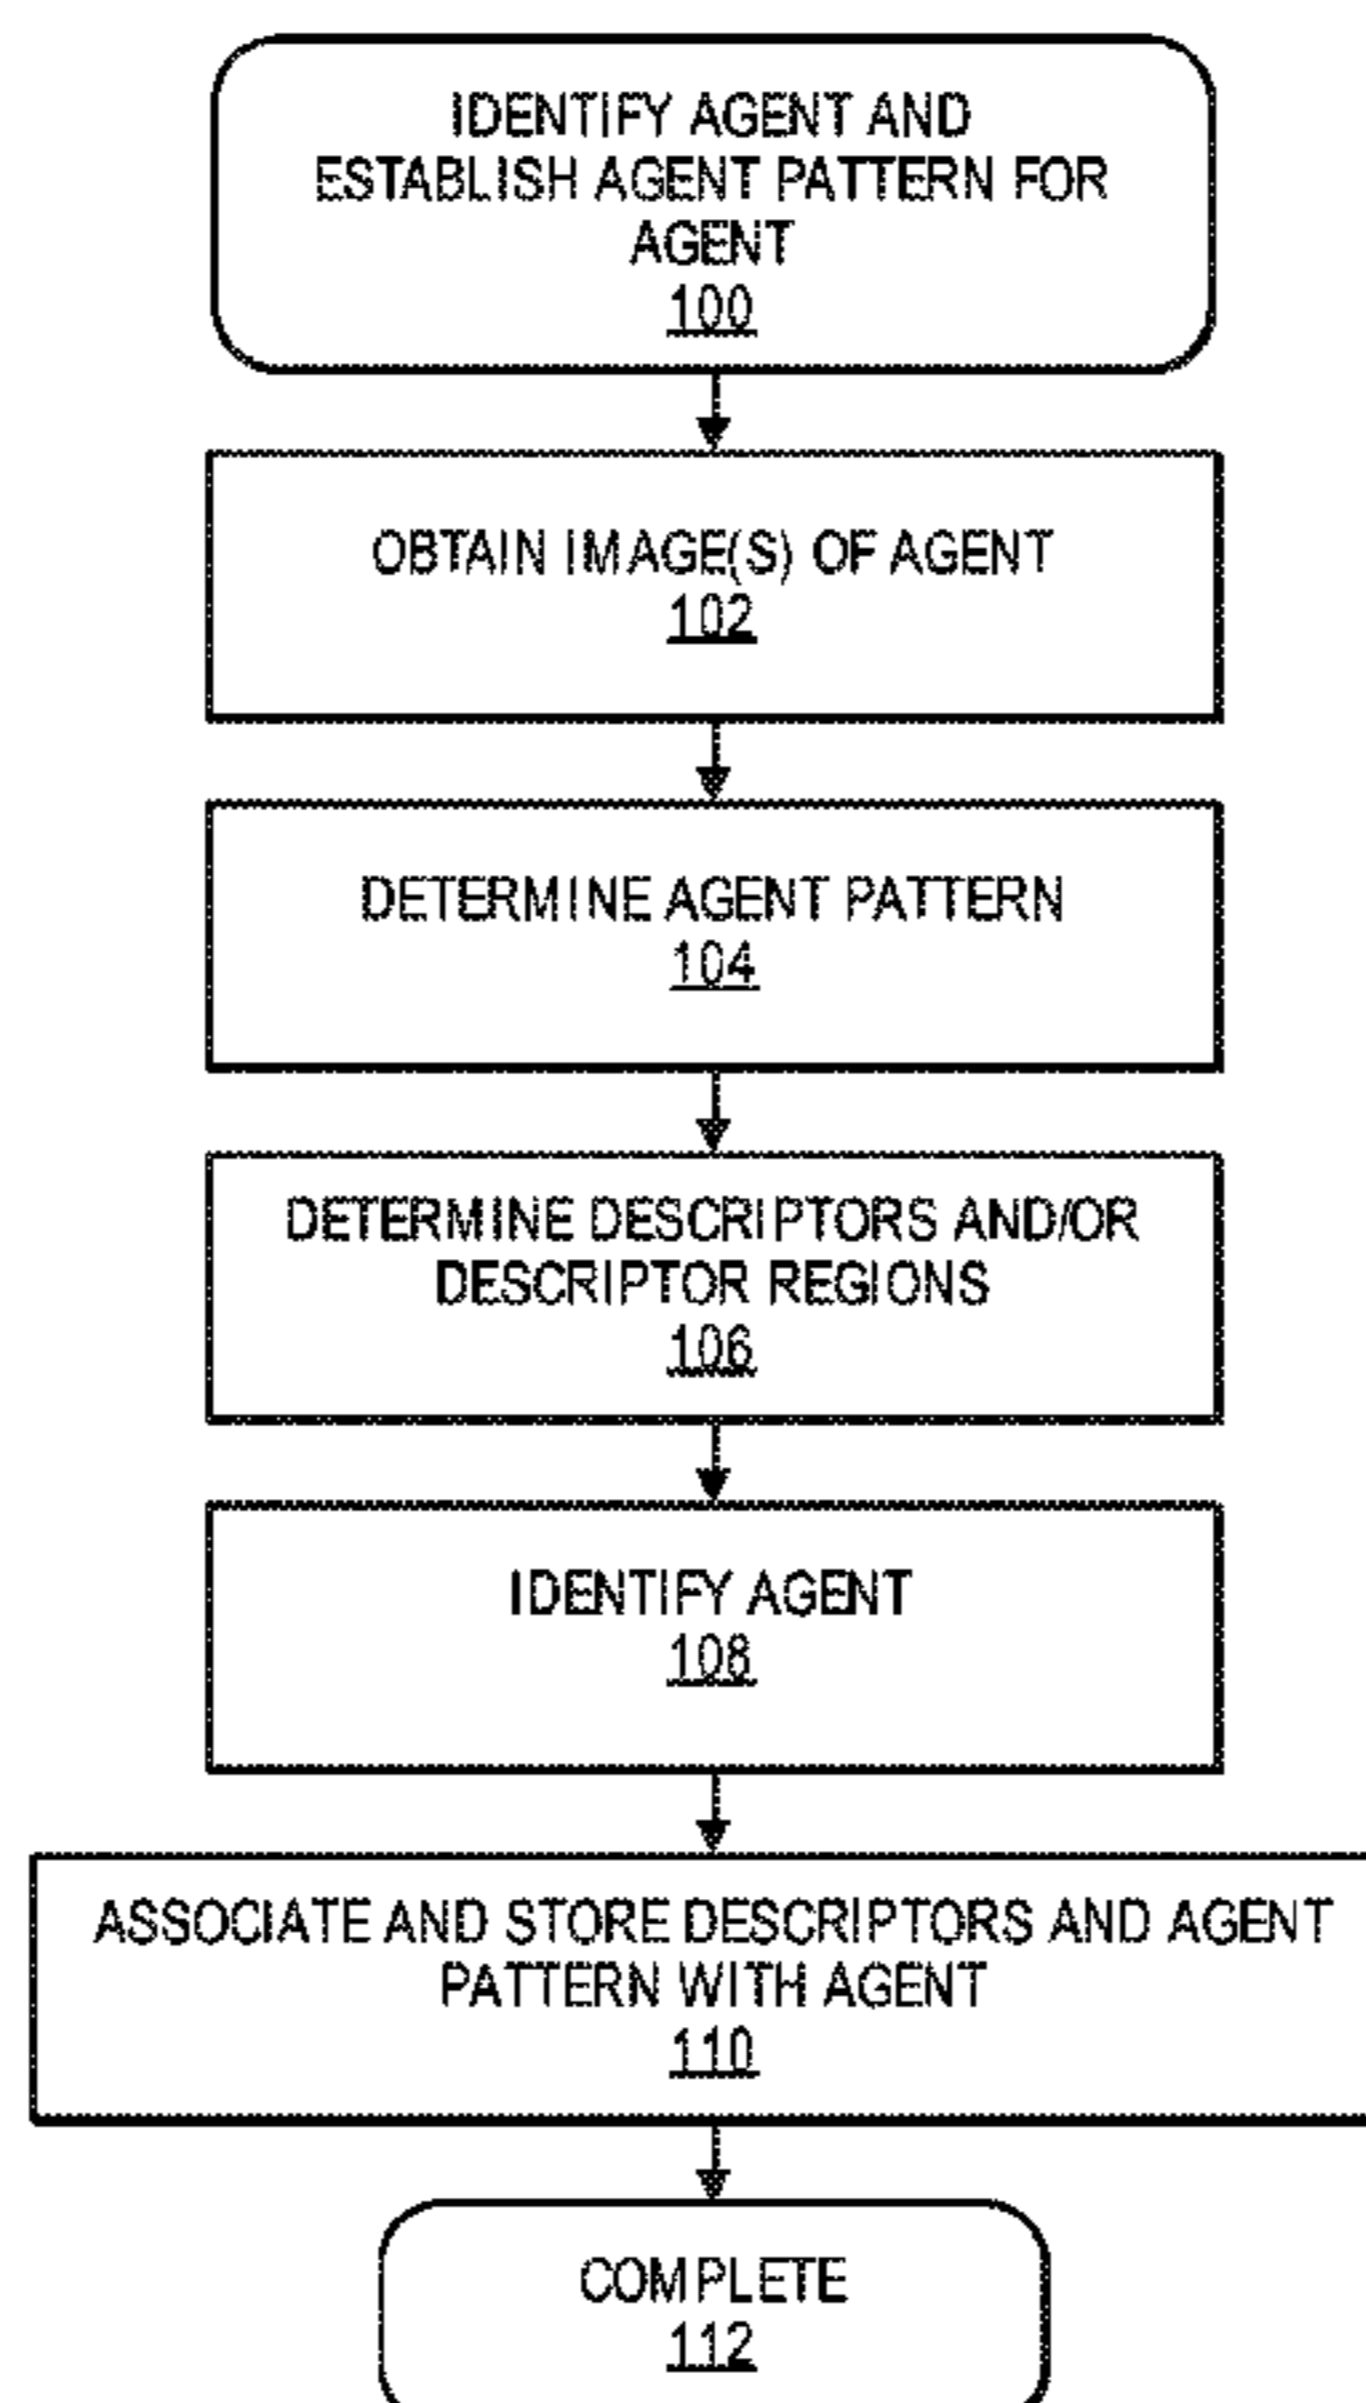 IDENTIFY AGENT AND
ESTABLISH AGENT PATTERN FOR
AGENT
100
OBTAIN IMAGE(S) OF AGENT
102
DETERMINE AGENT PATTERN
104
DETERMINE DESCRIPTORS AND/OR
DESCRIPTOR REGIONS
106
IDENTIFY AGENT
108
ASSOCIATE AND STORE DESCRIPTORS AND AGENT
PATTERN WITH AGENT
110
COMPLETE
112